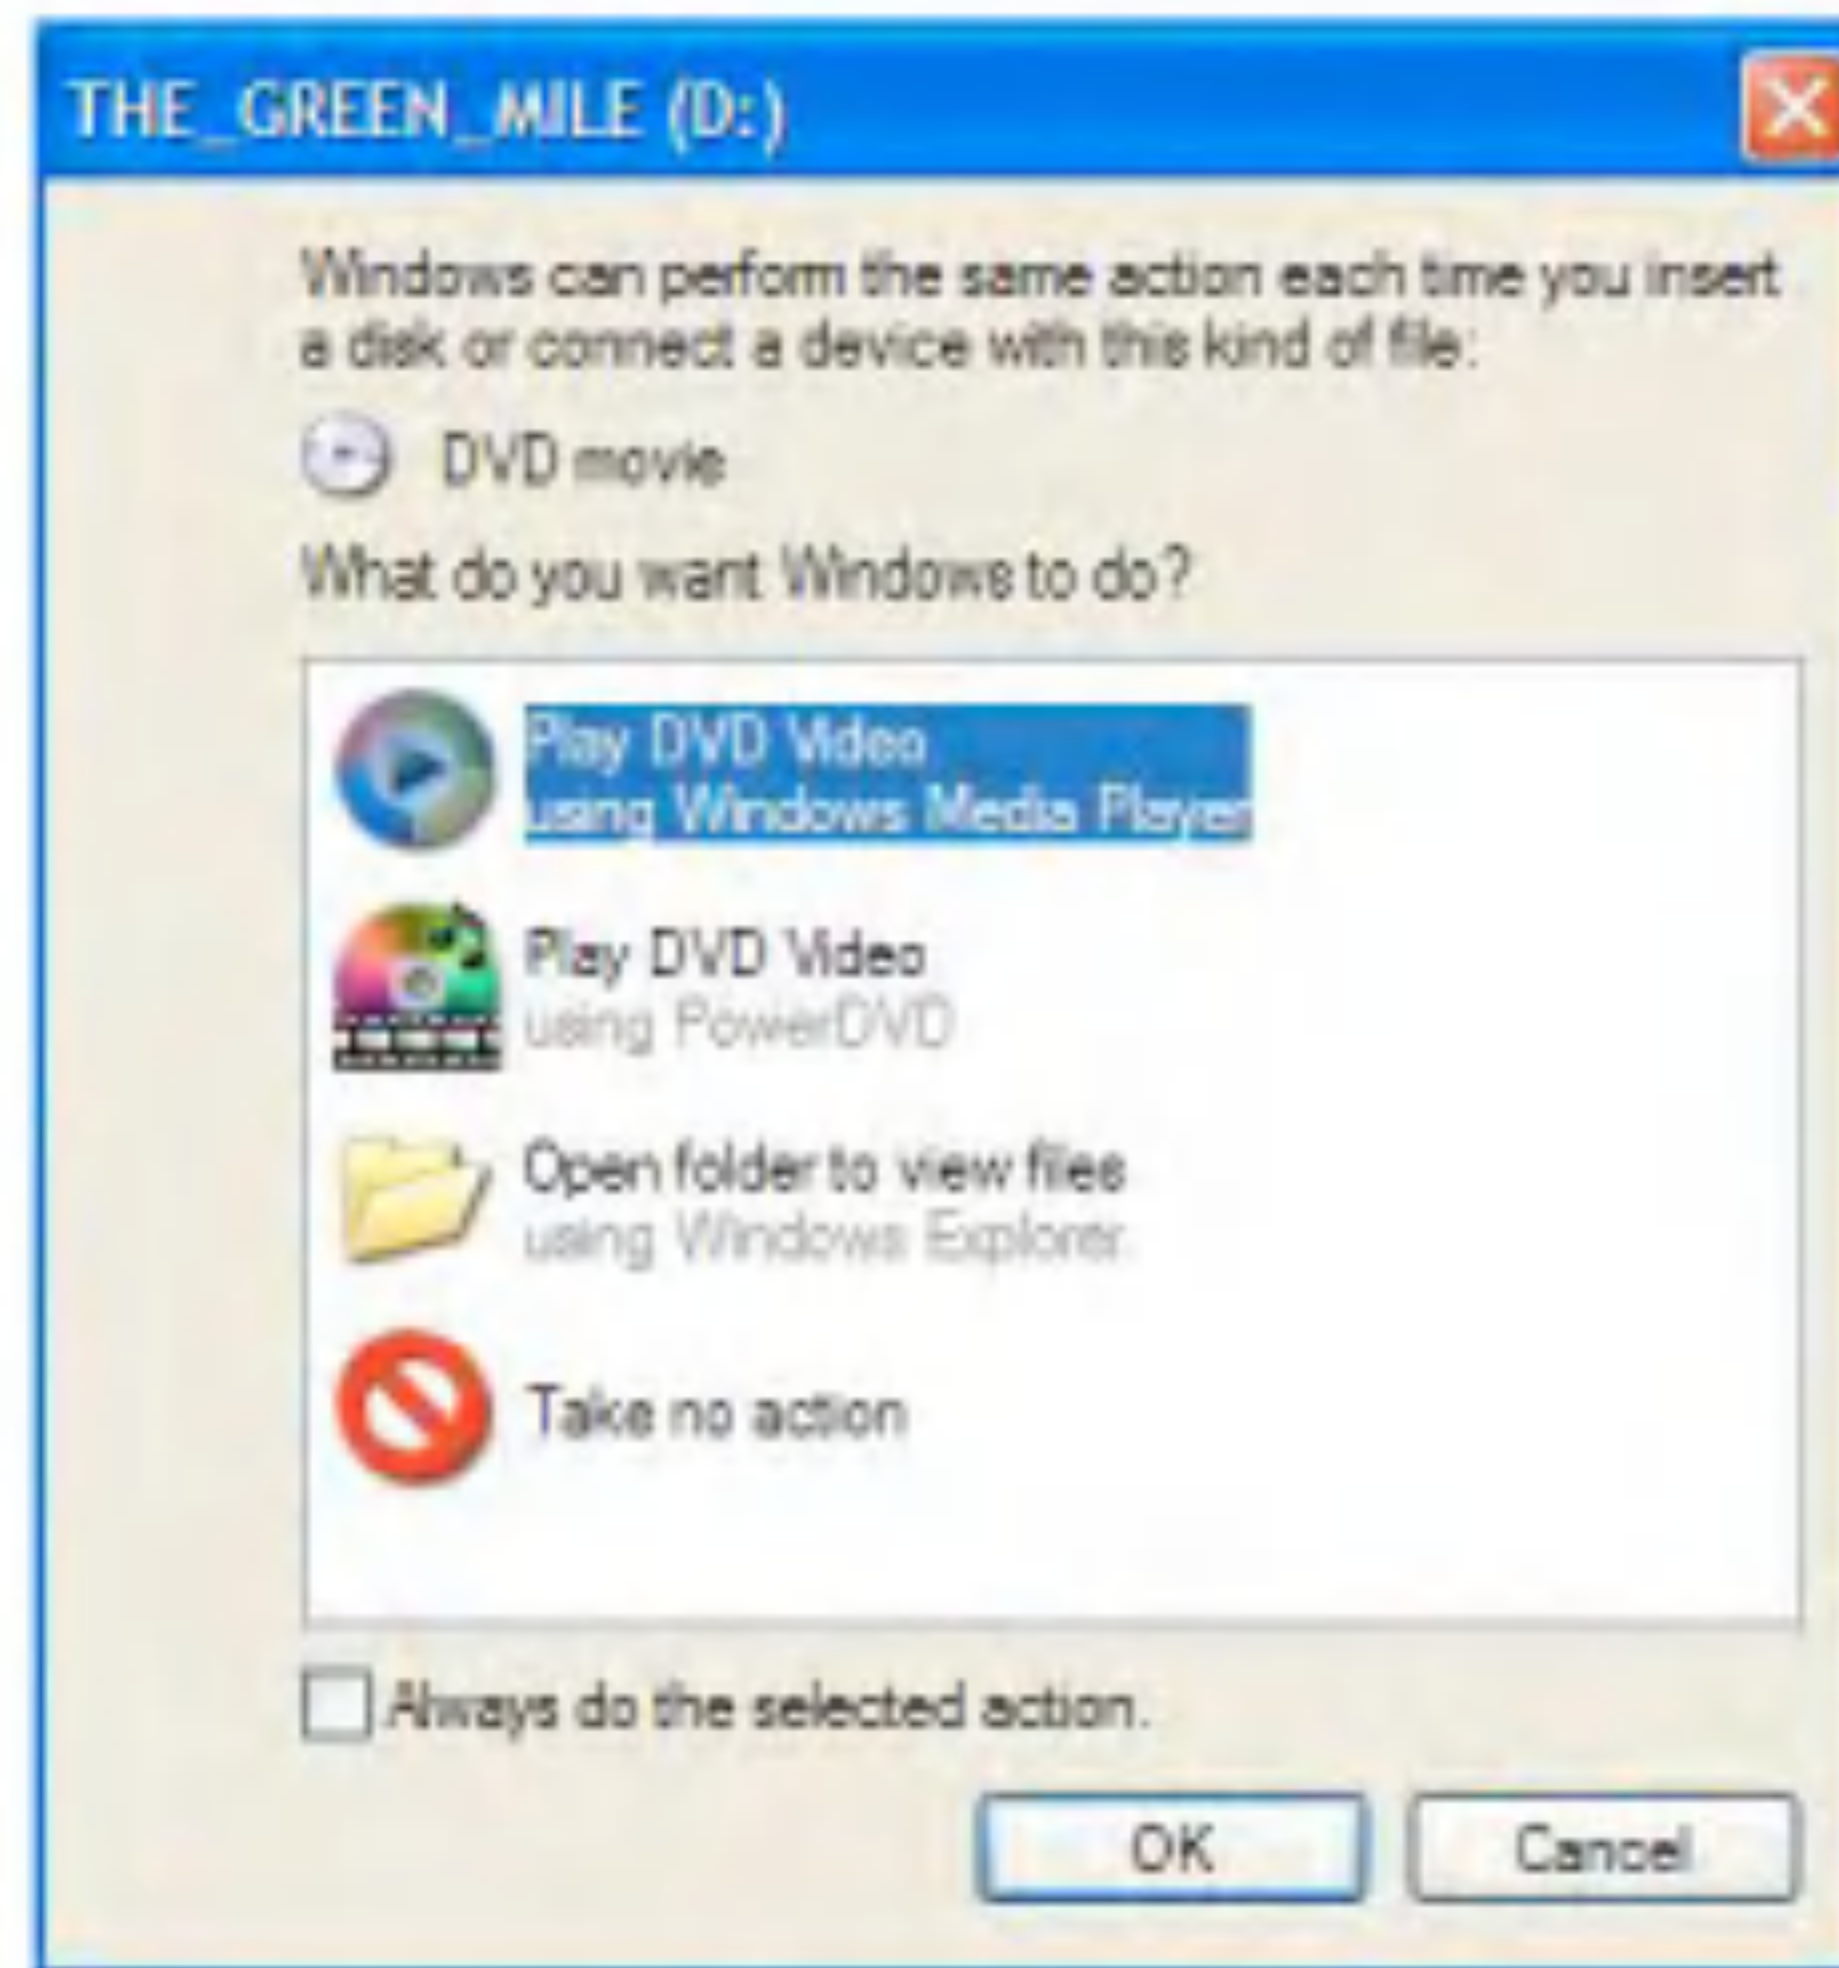 THE_GREEN_MILE (D:)
Windows can perform the same action each time you insert
a disk or connect a device with this kind of file:
DVD movie
What do you want Windows to do?
Play DVD Video
using Windows Media Player
Play DVD Video
using PowerDVD
Open folder to view files
using Windows Explorer
Take no action
Always do the selected action.
OK
Cancel